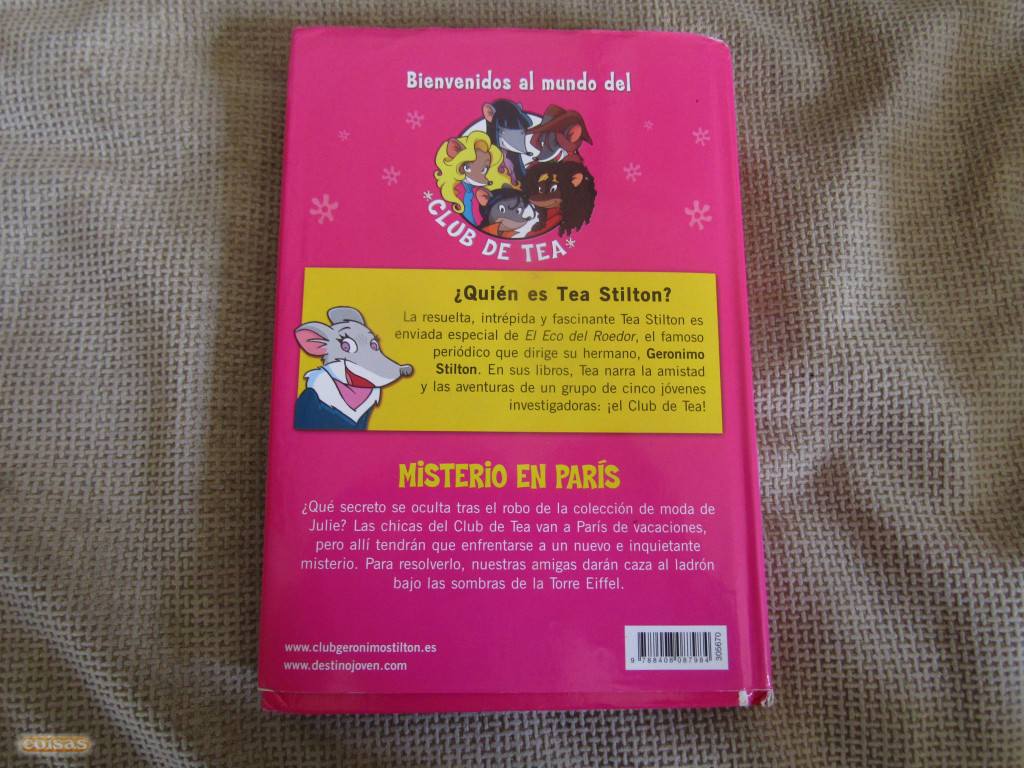 Bienvenidos al mundo del
*CLUB DE TEA*
¿Quién es Tea Stilton?
La resuelta, intrépida y fascinante Tea Stilton es
enviada especial de El Eco del Roedor, el famoso
periódico que dirige su hermano, Geronimo
Stilton. En sus libros, Tea narra la amistad
y las aventuras de un grupo de cinco jóvenes
investigadoras: ¡el Club de Tea!
MISTERIO EN PARÍS
¿Qué secreto se oculta tras el robo de la colección de moda de
Julie? Las chicas del Club de Tea van a París de vacaciones,
pero allí tendrán que enfrentarse a un nuevo e inquietante
misterio. Para resolverlo, nuestras amigas darán caza al ladrón
bajo las sombras de la Torre Eiffel.
www.clubgeronimostilton.es
www.destinojoven.com
9 788408 087984
305670
coisas